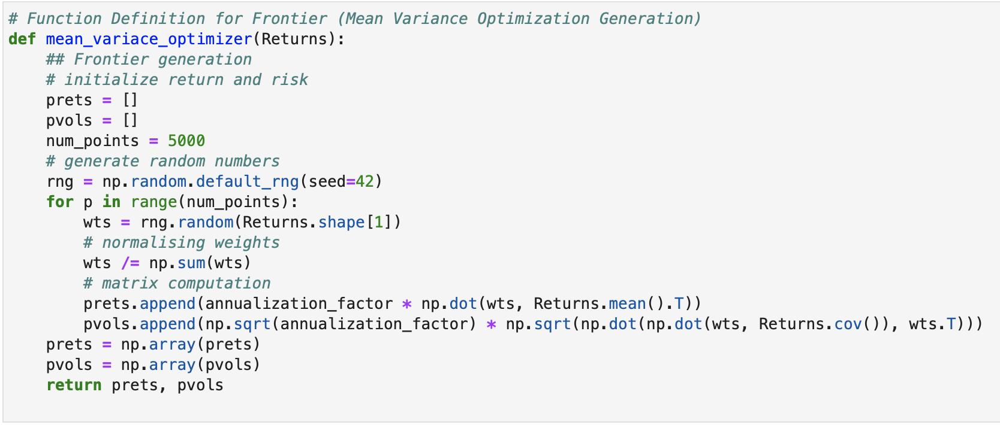 # Function Definition for Frontier (Mean Variance Optimization Generation)
def mean_variace_optimizer(Returns):
    ## Frontier generation
    # initialize return and risk
    prets = []
    pvols = []
    num_points = 5000
    # generate random numbers
    rng = np.random.default_rng(seed=42)
    for p in range(num_points):
        wts = rng.random(Returns.shape[1])
        # normalising weights
        wts /= np.sum(wts)
        # matrix computation
        prets.append(annualization_factor * np.dot(wts, Returns.mean().T))
        pvols.append(np.sqrt(annualization_factor) * np.sqrt(np.dot(np.dot(wts, Returns.cov()), wts.T)))
    prets = np.array(prets)
    pvols = np.array(pvols)
    return prets, pvols